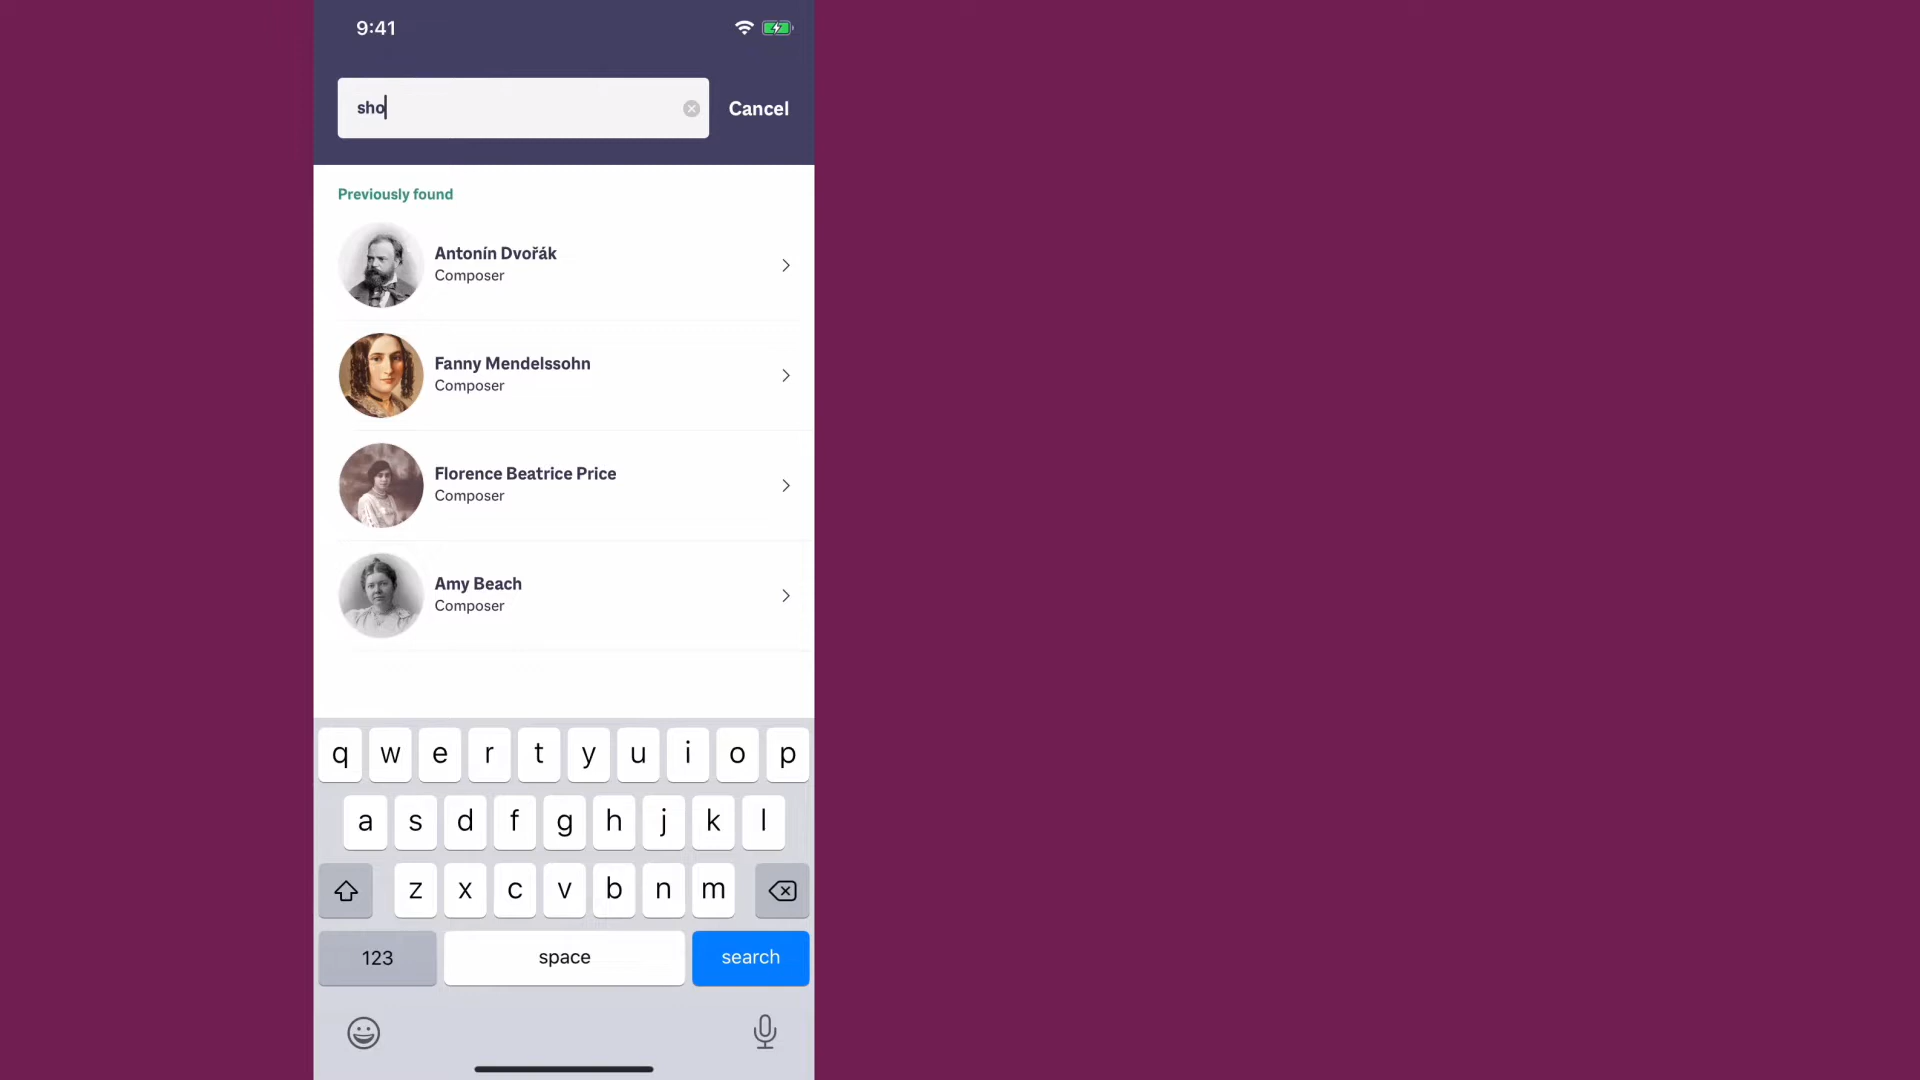 9:41
sho
Cancel
Previously found
Antonín Dvořák
Composer
Fanny Mendelssohn
Composer
Florence Beatrice Price
Composer
Amy Beach
Composer
q w e r t y u i o p
a s d f g h j k l
z x c v b n m
123 space search